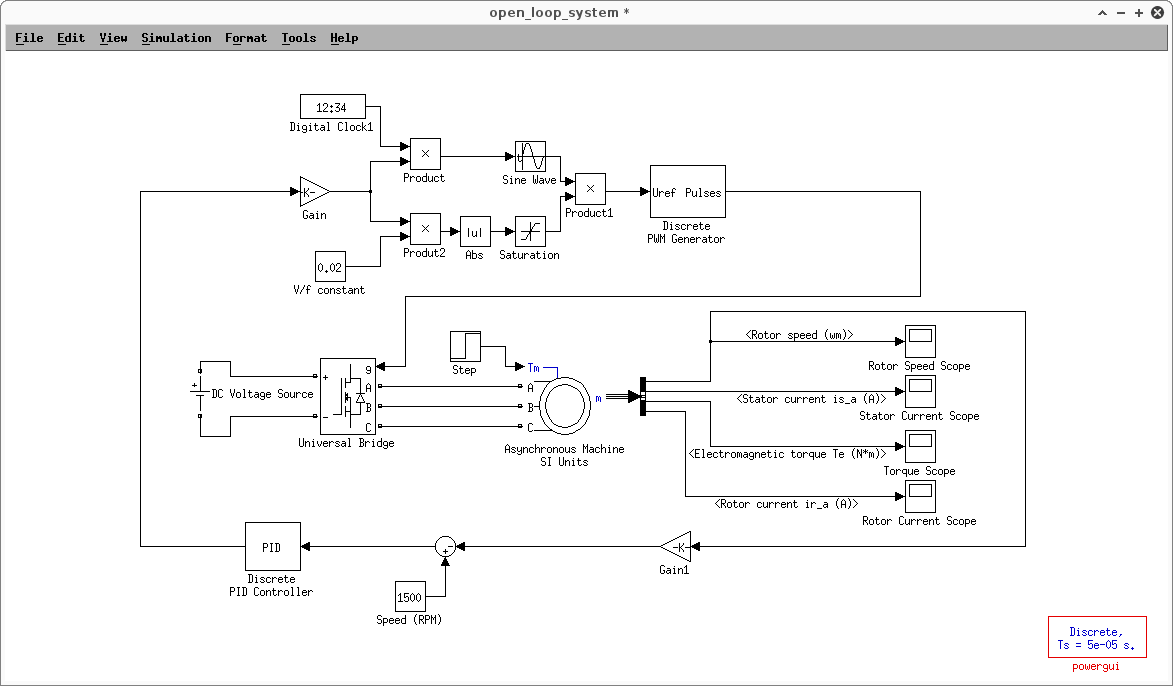 open_loop_system *
File Edit View Simulation Format Tools Help
12:34
Digital Clock1
×
Product
t
Sine Wave
-K-
Gain
×
Product1
Uref Pulses
Discrete
PWM Generator
×
Produt2
|u|
Abs
Saturation
0.02
V/f constant
Step
<Rotor speed (wm)>
Rotor Speed Scope
+
-
DC Voltage Source
g
A
B
C
Universal Bridge
Tm
A
B
C
m
Asynchronous Machine
SI Units
<Stator current is_a (A)>
Stator Current Scope
<Electromagnetic torque Te (N*m)>
Torque Scope
<Rotor current ir_a (A)>
Rotor Current Scope
PID
Discrete
PID Controller
+
-
-K-
Gain1
1500
Speed (RPM)
Discrete,
Ts = 5e-05 s.
powergui